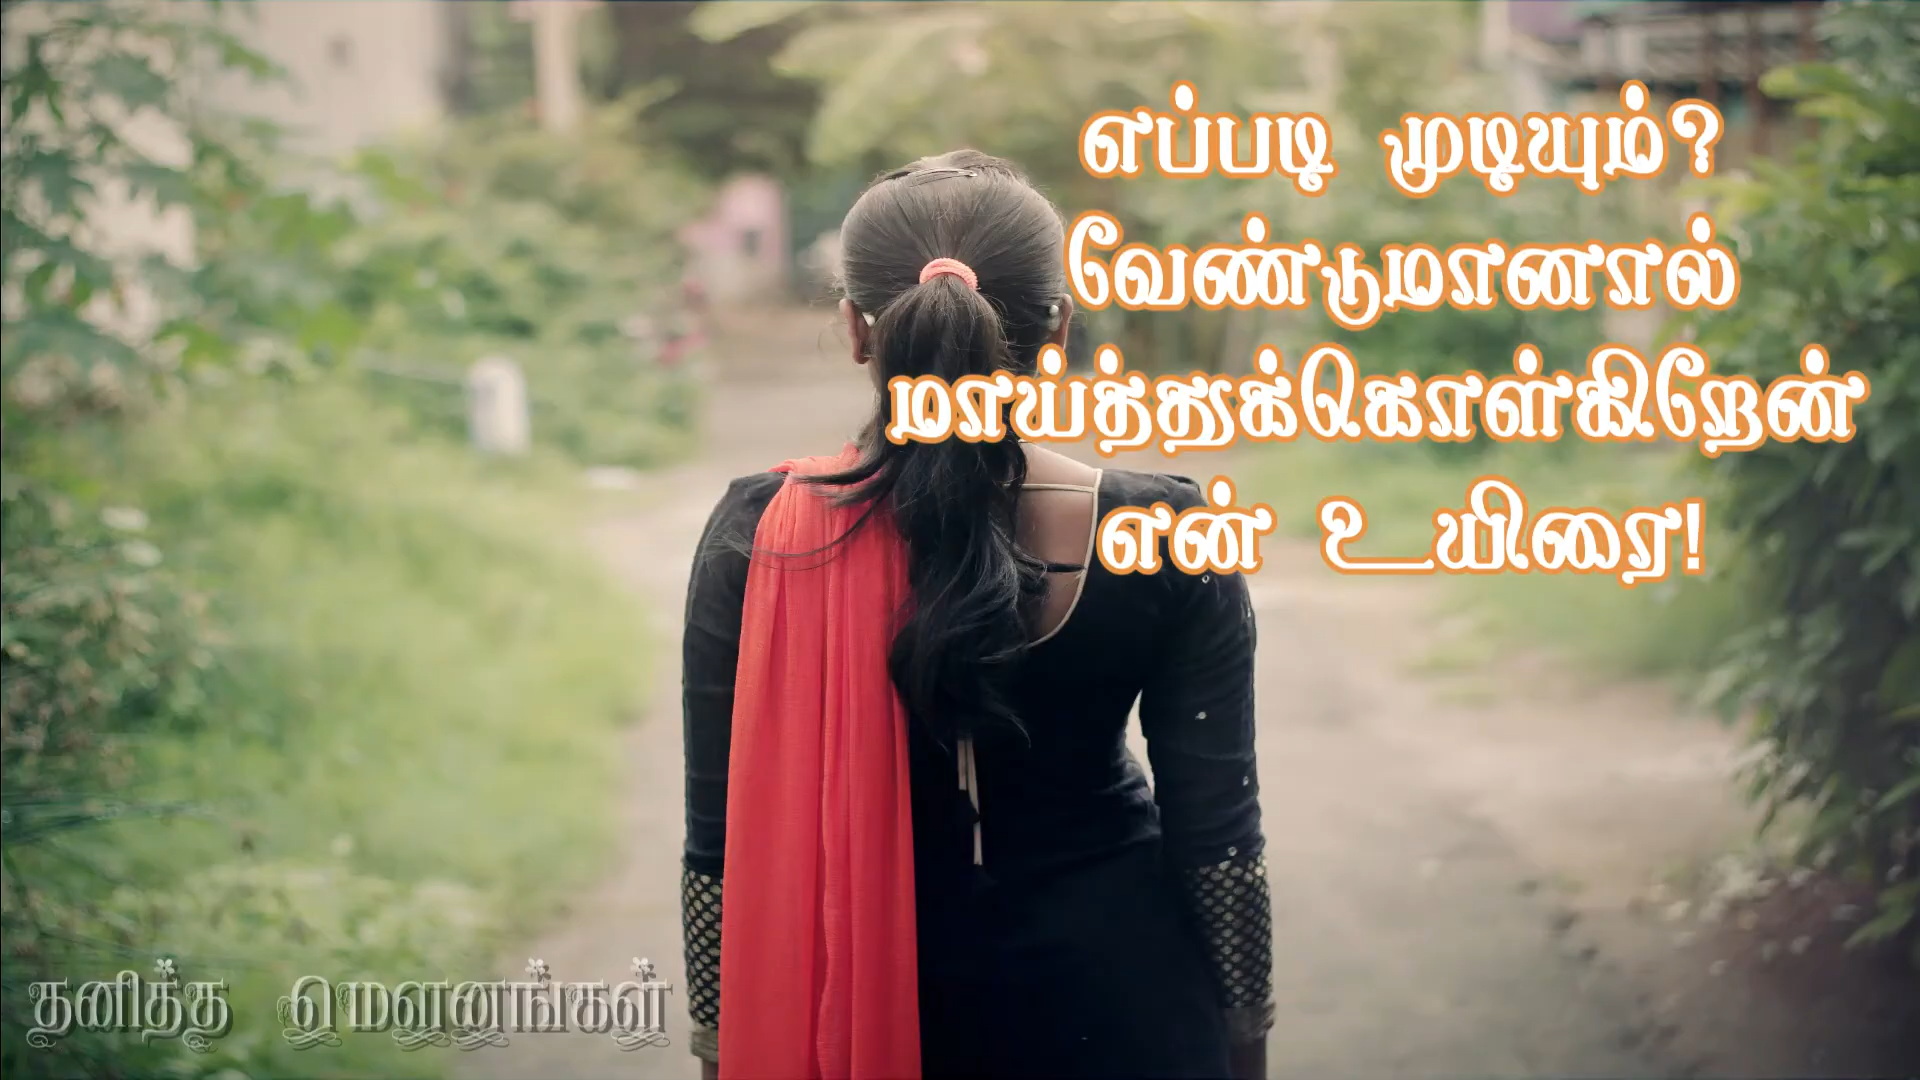 எப்படி முடியும்?
வேண்டுமானால்
மாய்த்துக்கொள்கிறேன்
என் உயிரை!
தனித்த மௌனங்கள்